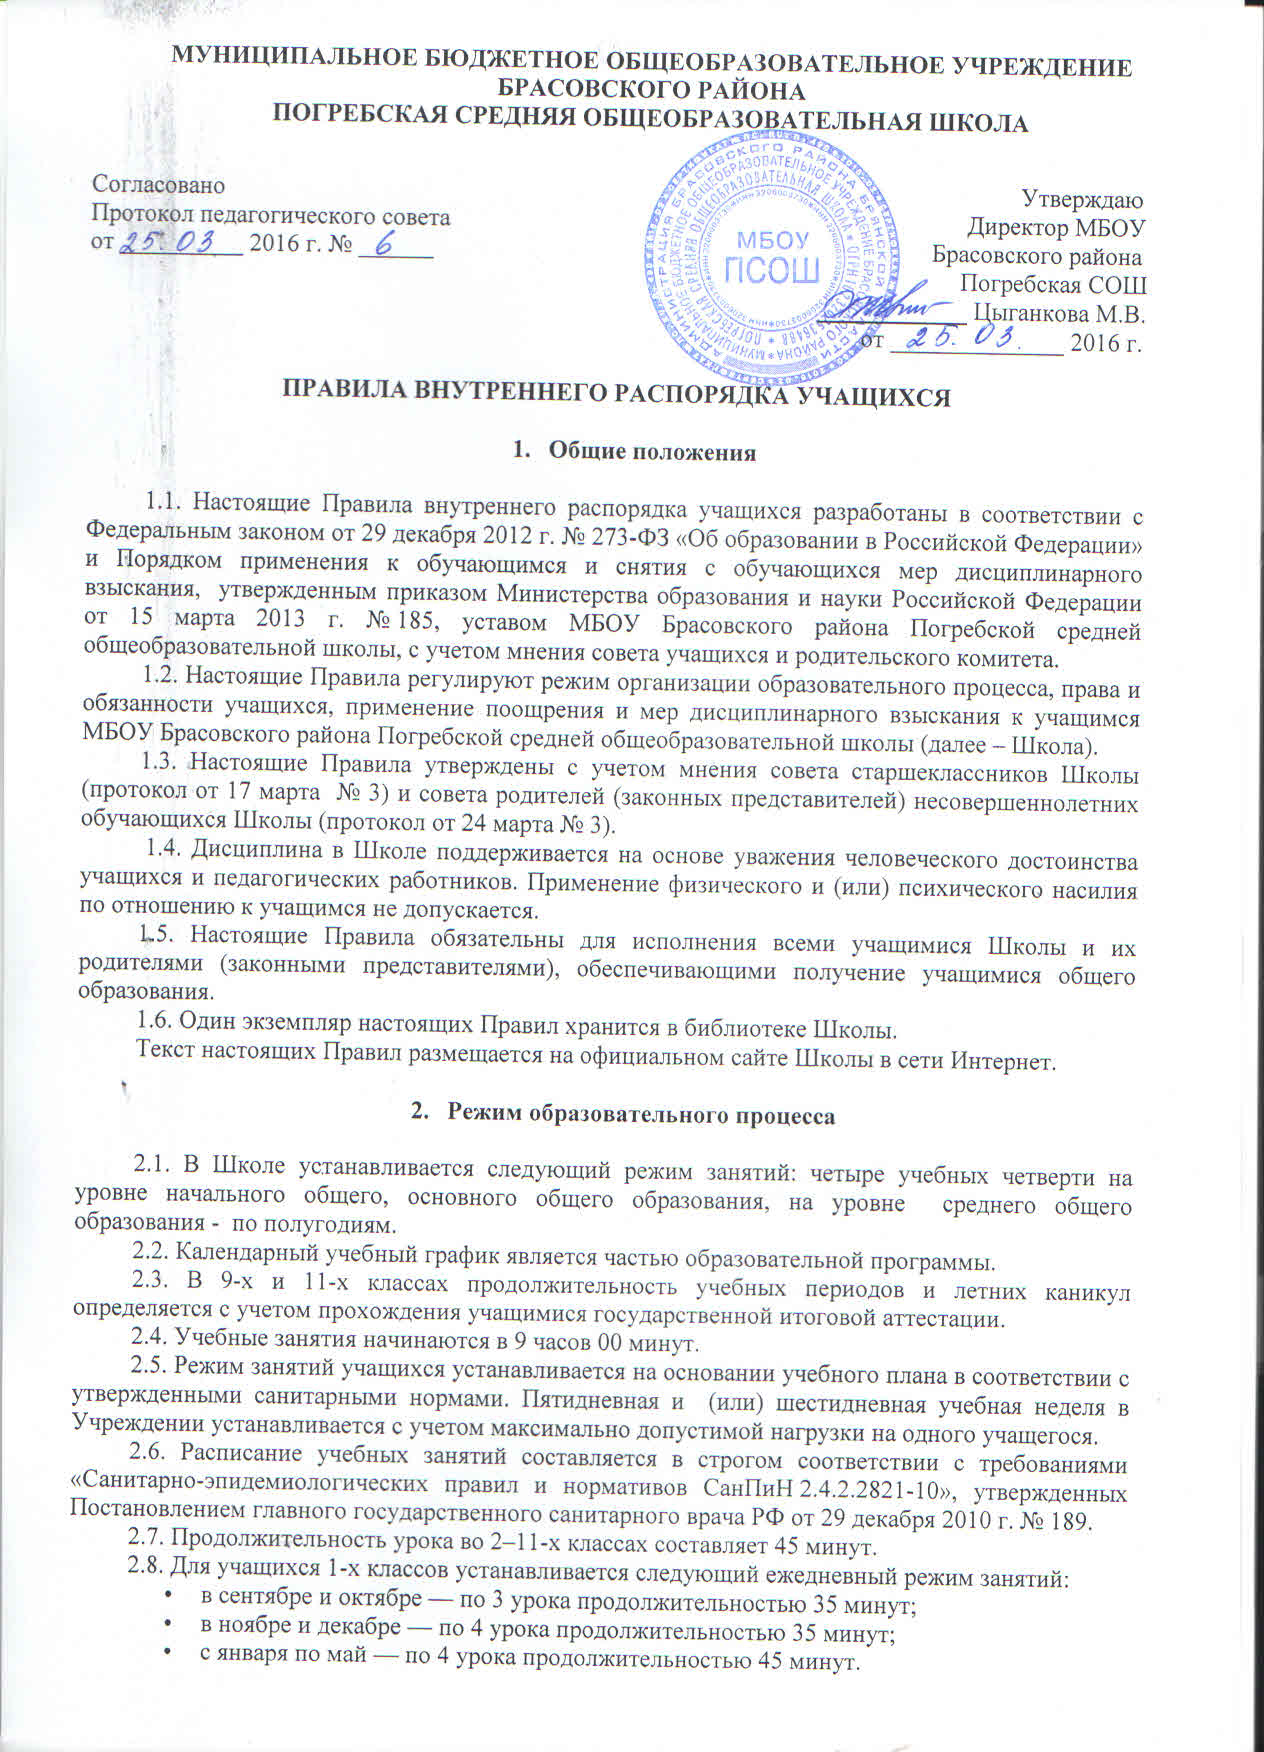 МУНИЦИПАЛЬНОЕ БЮДЖЕТНОЕ ОБЩЕОБРАЗОВАТЕЛЬНОЕ УЧРЕЖДЕНИЕ
БРАСОВСКОГО РАЙОНА
ПОГРЕБСКАЯ СРЕДНЯЯ ОБЩЕОБРАЗОВАТЕЛЬНАЯ ШКОЛА
Согласовано
Протокол педагогического совета
от 25. 03 2016 г. № 6
МБОУ
ПСОШ
Утверждаю
Директор МБОУ
Брасовского района
Погребская СОШ
Цыганкова М.В.
от 25. 03. 2016 г.
ПРАВИЛА ВНУТРЕННЕГО РАСПОРЯДКА УЧАЩИХСЯ
1. Общие положения
1.1. Настоящие Правила внутреннего распорядка учащихся разработаны в соответствии с
Федеральным законом от 29 декабря 2012 г. № 273-ФЗ «Об образовании в Российской Федерации»
и Порядком применения к обучающимся и снятия с обучающихся мер дисциплинарного
взыскания, утвержденным приказом Министерства образования и науки Российской Федерации
от 15 марта 2013 г. № 185, уставом МБОУ Брасовского района Погребской средней
общеобразовательной школы, с учетом мнения совета учащихся и родительского комитета.
1.2. Настоящие Правила регулируют режим организации образовательного процесса, права и
обязанности учащихся, применение поощрения и мер дисциплинарного взыскания к учащимся
МБОУ Брасовского района Погребской средней общеобразовательной школы (далее – Школа).
1.3. Настоящие Правила утверждены с учетом мнения совета старшеклассников Школы
(протокол от 17 марта № 3) и совета родителей (законных представителей) несовершеннолетних
обучающихся Школы (протокол от 24 марта № 3).
1.4. Дисциплина в Школе поддерживается на основе уважения человеческого достоинства
учащихся и педагогических работников. Применение физического и (или) психического насилия
по отношению к учащимся не допускается.
1.5. Настоящие Правила обязательны для исполнения всеми учащимися Школы и их
родителями (законными представителями), обеспечивающими получение учащимися общего
образования.
1.6. Один экземпляр настоящих Правил хранится в библиотеке Школы.
Текст настоящих Правил размещается на официальном сайте Школы в сети Интернет.
2. Режим образовательного процесса
2.1. В Школе устанавливается следующий режим занятий: четыре учебных четверти на
уровне начального общего, основного общего образования, на уровне среднего общего
образования - по полугодиям.
2.2. Календарный учебный график является частью образовательной программы.
2.3. В 9-х и 11-х классах продолжительность учебных периодов и летних каникул
определяется с учетом прохождения учащимися государственной итоговой аттестации.
2.4. Учебные занятия начинаются в 9 часов 00 минут.
2.5. Режим занятий учащихся устанавливается на основании учебного плана в соответствии с
утвержденными санитарными нормами. Пятидневная и (или) шестидневная учебная неделя в
Учреждении устанавливается с учетом максимально допустимой нагрузки на одного учащегося.
2.6. Расписание учебных занятий составляется в строгом соответствии с требованиями
«Санитарно-эпидемиологических правил и нормативов СанПиН 2.4.2.2821-10», утвержденных
Постановлением главного государственного санитарного врача РФ от 29 декабря 2010 г. № 189.
2.7. Продолжительность урока во 2–11-х классах составляет 45 минут.
2.8. Для учащихся 1-х классов устанавливается следующий ежедневный режим занятий:
• в сентябре и октябре — по 3 урока продолжительностью 35 минут;
• в ноябре и декабре — по 4 урока продолжительностью 35 минут;
• с января по май — по 4 урока продолжительностью 45 минут.